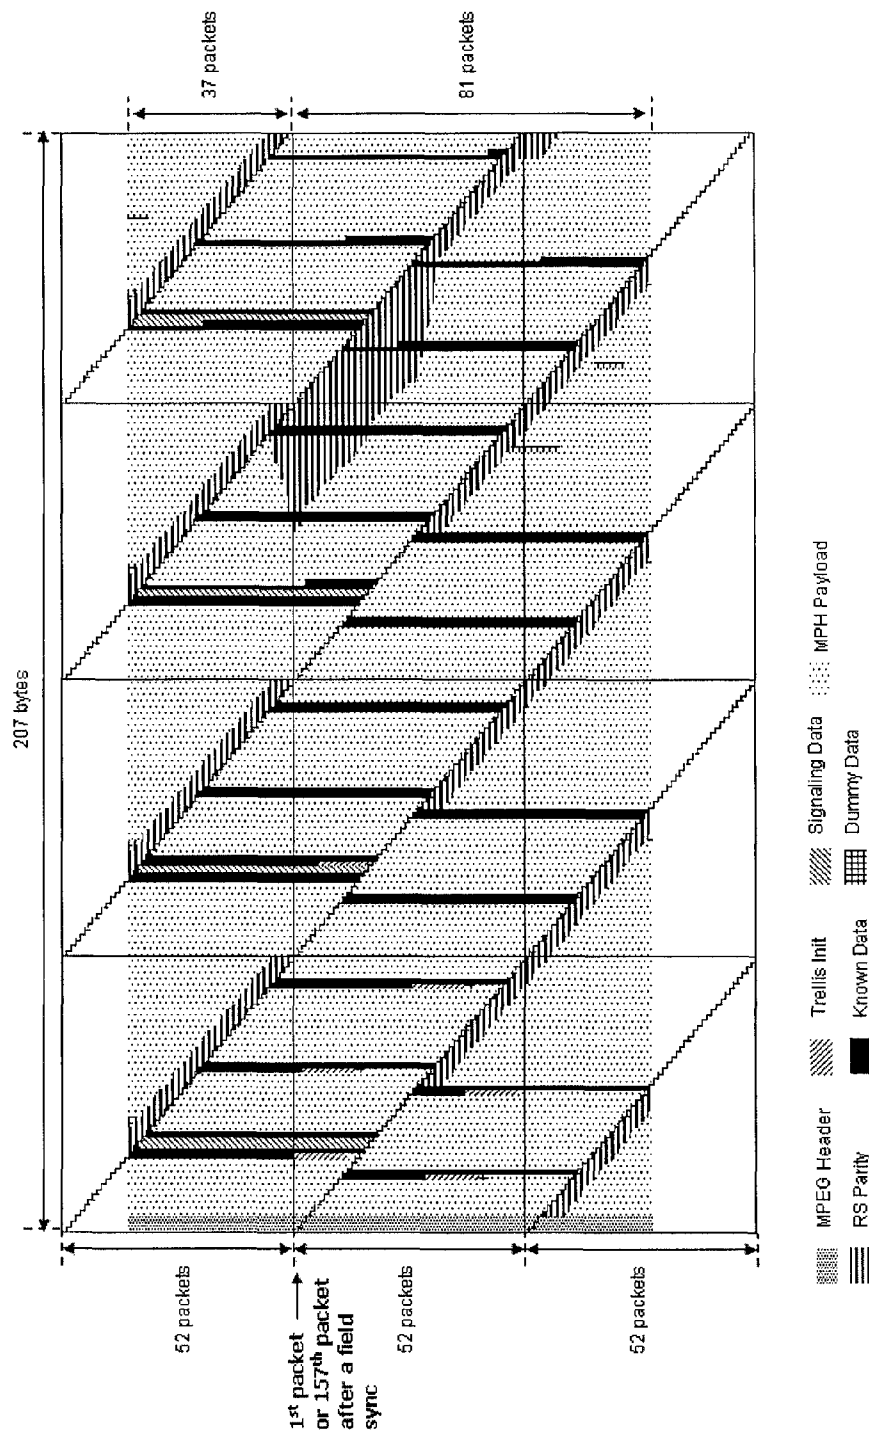 207 bytes
37 packets
81 packets
52 packets
52 packets
52 packets
1st packet
or 157th packet
after a field
sync
MPEG Header
Trellis Init
Signaling Data
MPH Payload
RS Parity
Known Data
Dummy Data